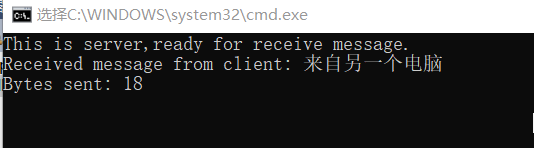 选择C:\WINDOWS\system32\cmd.exe
This is server,ready for receive message.
Received message from client: 来自另一个电脑
Bytes sent: 18